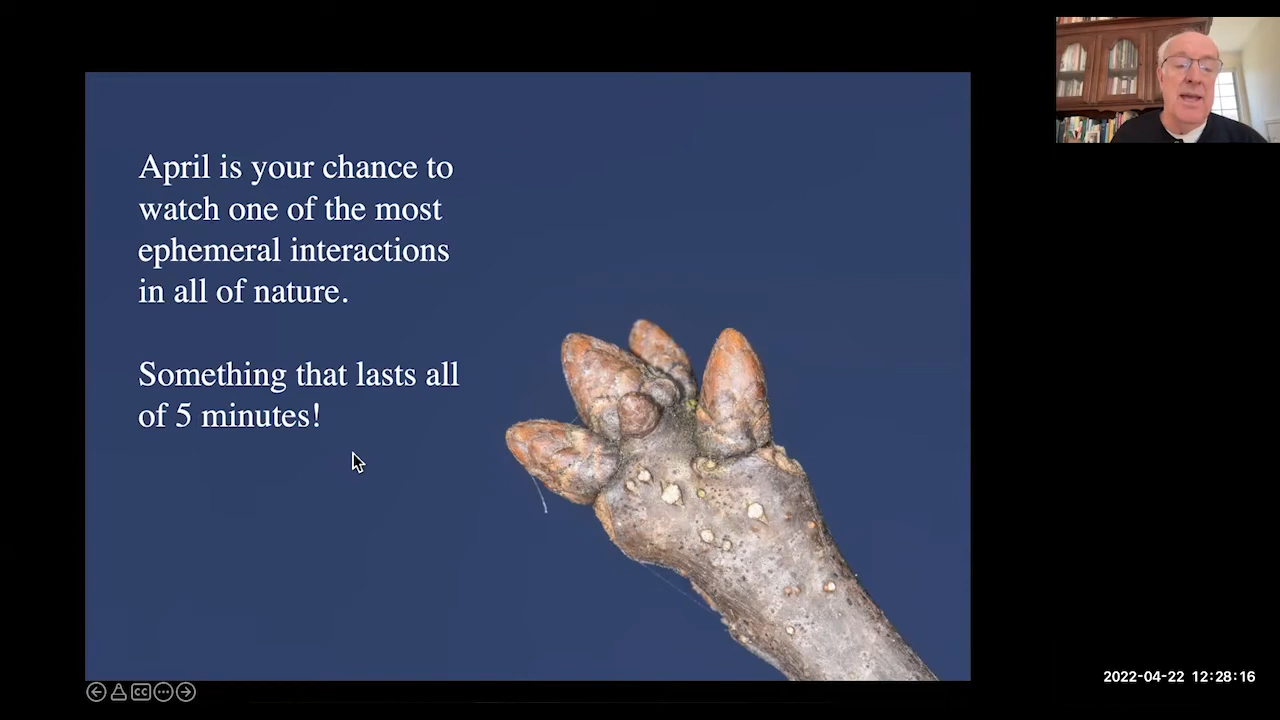 April is your chance to
watch one of the most
ephemeral interactions
in all of nature.
Something that lasts all
of 5 minutes!
CC
2022-04-22 12:28:16